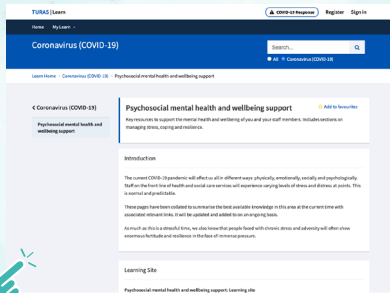 TURAS | Learn
COVID-19 Response Register Sign in
Home My Learn
Coronavirus (COVID-19)
Search...
All Coronavirus (COVID-19)
Learn Home Coronavirus (COVID-19) Psychosocial mental health and wellbeing support
Coronavirus (COVID-19)
Psychosocial mental health and
wellbeing support
Psychosocial mental health and wellbeing support
Add to favourites
Key resources to support the mental health and wellbeing of you and your staff members. Includes sections on
managing stress, coping and resilience.
Introduction
The current COVID-19 pandemic will affect us all in different ways: physically, emotionally, socially and psychologically.
Staff on the front line of health and social care services will experience varying levels of stress and distress at points. This
is normal and predictable.
These pages have been collated to summarise the best available knowledge in this area at the current time with
associated relevant links. It will be updated and added to on an ongoing basis.
As much as this is a stressful time, we also know that people faced with chronic stress and adversity will often show
enormous fortitude and resilience in the face of immense pressure.
Learning Site
Psychosocial mental health and wellbeing support: Learning site